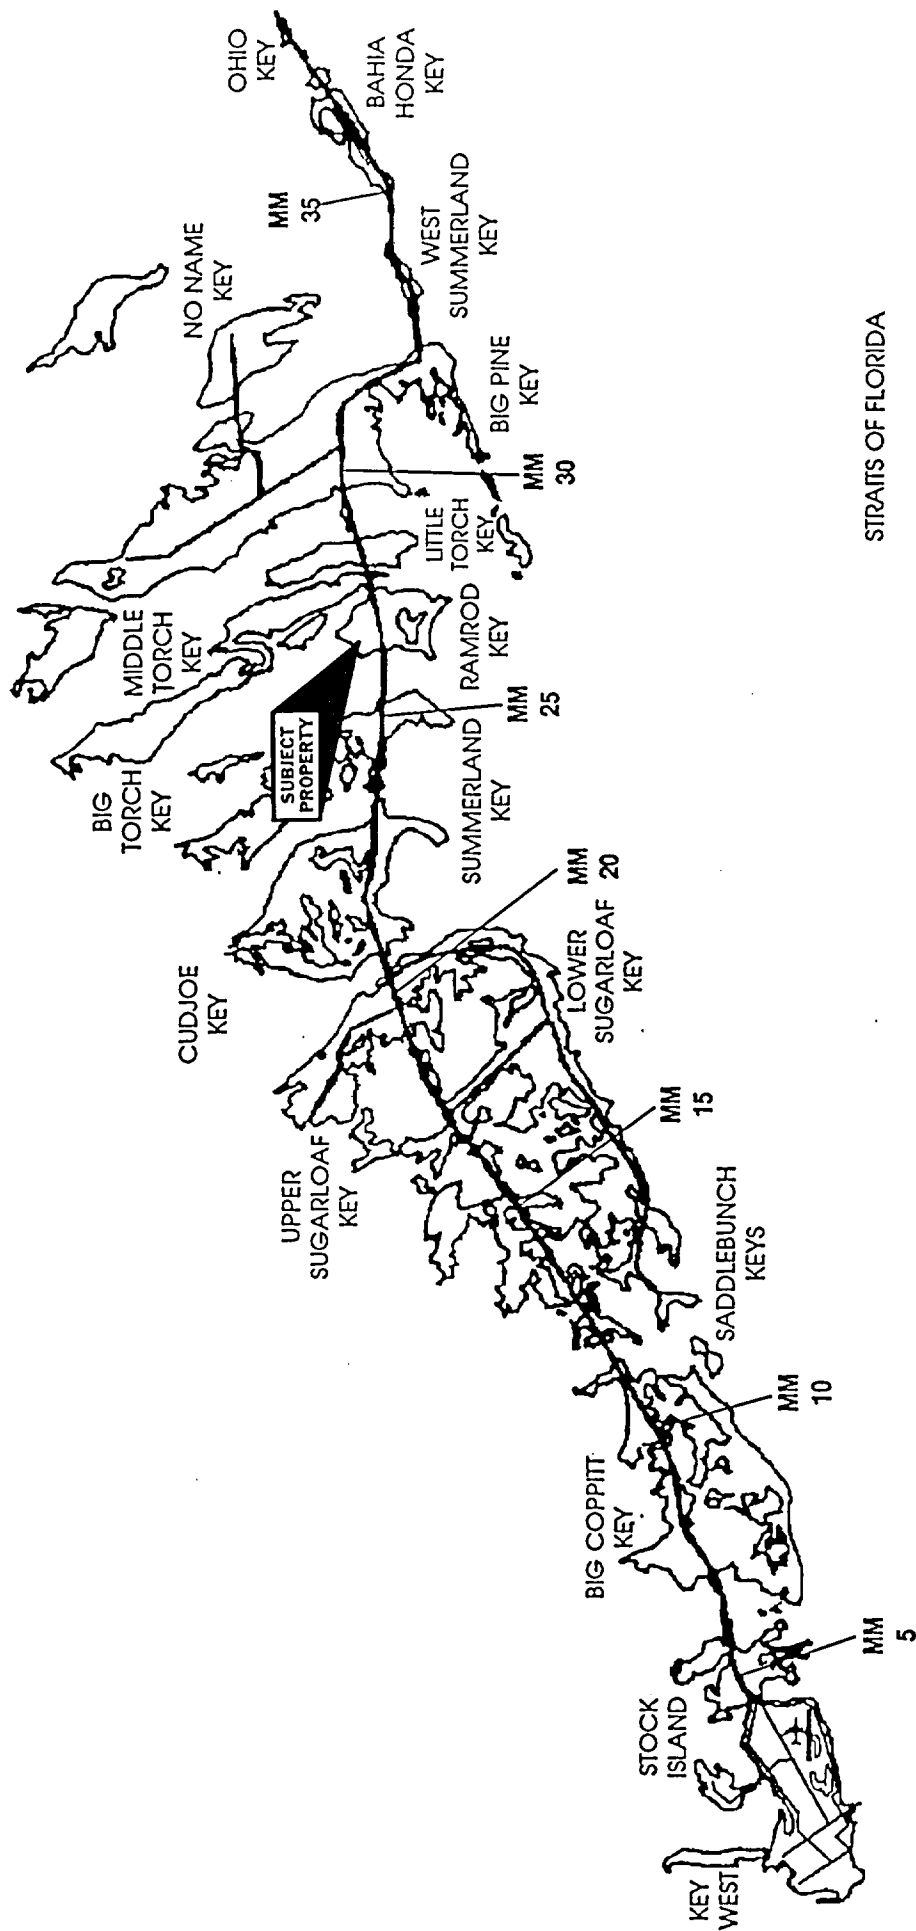 OHIO
KEY
BAHIA
HONDA
KEY
MM
35
WEST
SUMMERLAND
KEY
NO NAME
KEY
BIG PINE
KEY
MM
30
LITTLE
TORCH
KEY
MIDDLE
TORCH
KEY
RAMROD
KEY
BIG
TORCH
KEY
SUBJECT
PROPERTY
MM
25
SUMMERLAND
KEY
CUDJOE
KEY
MM
20
LOWER
SUGARLOAF
KEY
UPPER
SUGARLOAF
KEY
MM
15
SADDLEBUNCH
KEYS
MM
10
BIG COPPITT
KEY
MM
5
STOCK
ISLAND
KEY
WEST
STRAITS OF FLORIDA